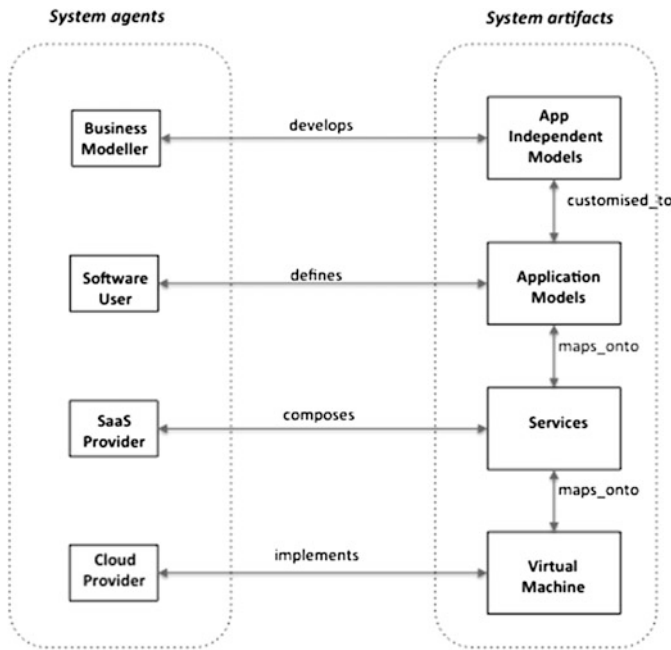 System agents
System artifacts
Business
Modeller
develops
App
Independent
Models
customised_to
Software
User
defines
Application
Models
maps_onto
SaaS
Provider
composes
Services
maps_onto
Cloud
Provider
implements
Virtual
Machine